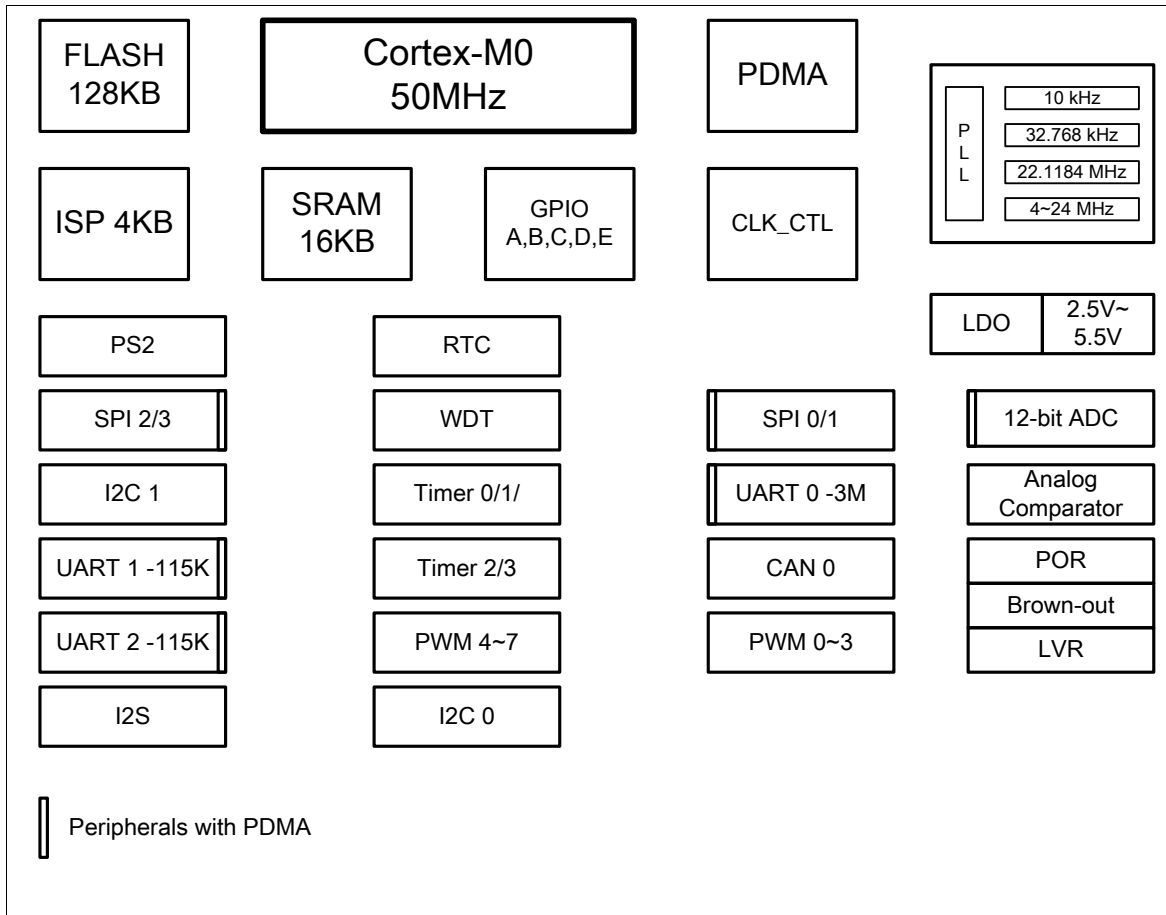 FLASH
128KB
Cortex-M0
50MHz
PDMA
P
L
L
10 kHz
32.768 kHz
22.1184 MHz
4~24 MHz
ISP 4KB
SRAM
16KB
GPIO
A,B,C,D,E
CLK_CTL
LDO
2.5V~
5.5V
PS2
RTC
SPI 2/3
WDT
SPI 0/1
12-bit ADC
I2C 1
Timer 0/1/
UART 0 -3M
Analog
Comparator
UART 1 -115K
Timer 2/3
CAN 0
POR
Brown-out
LVR
UART 2 -115K
PWM 4~7
PWM 0~3
I2S
I2C 0
Peripherals with PDMA